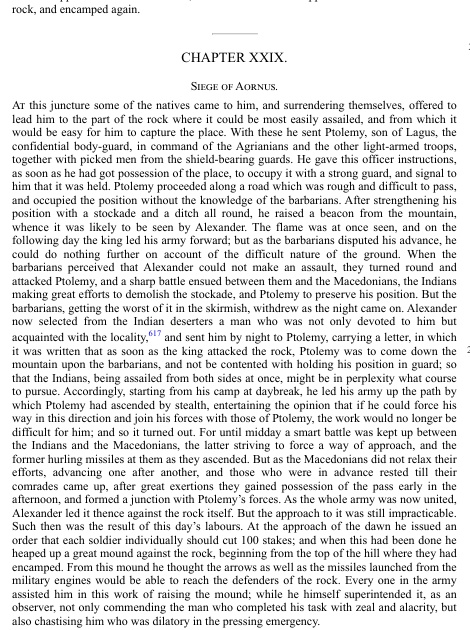 rock, and encamped again.
CHAPTER XXIX.
SIEGE OF AORNUS.
AT this juncture some of the natives came to him, and surrendering themselves, offered to
lead him to the part of the rock where it could be most easily assailed, and from which it
would be easy for him to capture the place. With these he sent Ptolemy, son of Lagus, the
confidential body-guard, in command of the Agrianians and the other light-armed troops,
together with picked men from the shield-bearing guards. He gave this officer instructions,
as soon as he had got possession of the place, to occupy it with a strong guard, and signal to
him that it was held. Ptolemy proceeded along a road which was rough and difficult to pass,
and occupied the position without the knowledge of the barbarians. After strengthening his
position with a stockade and a ditch all round, he raised a beacon from the mountain,
whence it was likely to be seen by Alexander. The flame was at once seen, and on the
following day the king led his army forward; but as the barbarians disputed his advance, he
could do nothing further on account of the difficult nature of the ground. When the
barbarians perceived that Alexander could not make an assault, they turned round and
attacked Ptolemy, and a sharp battle ensued between them and the Macedonians, the Indians
making great efforts to demolish the stockade, and Ptolemy to preserve his position. But the
barbarians, getting the worst of it in the skirmish, withdrew as the night came on. Alexander
now selected from the Indian deserters a man who was not only devoted to him but
acquainted with the locality,617 and sent him by night to Ptolemy, carrying a letter, in which
it was written that as soon as the king attacked the rock, Ptolemy was to come down the
mountain upon the barbarians, and not be contented with holding his position in guard; so
that the Indians, being assailed from both sides at once, might be in perplexity what course
to pursue. Accordingly, starting from his camp at daybreak, he led his army up the path by
which Ptolemy had ascended by stealth, entertaining the opinion that if he could force his
way in this direction and join his forces with those of Ptolemy, the work would no longer be
difficult for him; and so it turned out. For until midday a smart battle was kept up between
the Indians and the Macedonians, the latter striving to force a way of approach, and the
former hurling missiles at them as they ascended. But as the Macedonians did not relax their
efforts, advancing one after another, and those who were in advance rested till their
comrades came up, after great exertions they gained possession of the pass early in the
afternoon, and formed a junction with Ptolemy's forces. As the whole army was now united,
Alexander led it thence against the rock itself. But the approach to it was still impracticable.
Such then was the result of this day's labours. At the approach of the dawn he issued an
order that each soldier individually should cut 100 stakes; and when this had been done he
heaped up a great mound against the rock, beginning from the top of the hill where they had
encamped. From this mound he thought the arrows as well as the missiles launched from the
military engines would be able to reach the defenders of the rock. Every one in the army
assisted him in this work of raising the mound; while he himself superintended it, as an
observer, not only commending the man who completed his task with zeal and alacrity, but
also chastising him who was dilatory in the pressing emergency.